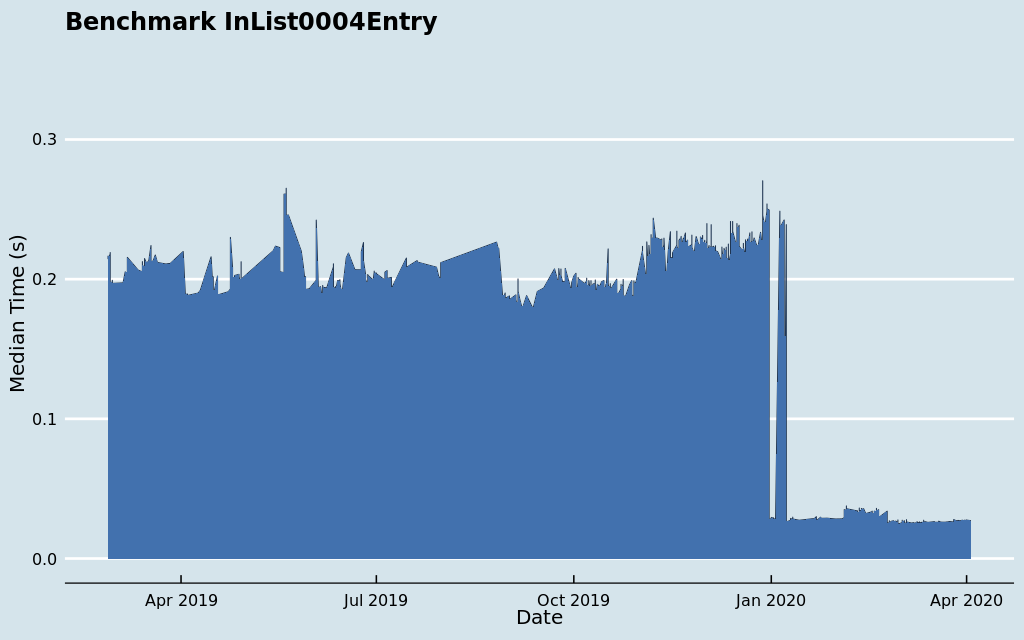 Benchmark InList0004Entry
Median Time (s)
0.3
0.2
0.1
0.0
Apr 2019
Jul 2019
Oct 2019
Jan 2020
Apr 2020
Date